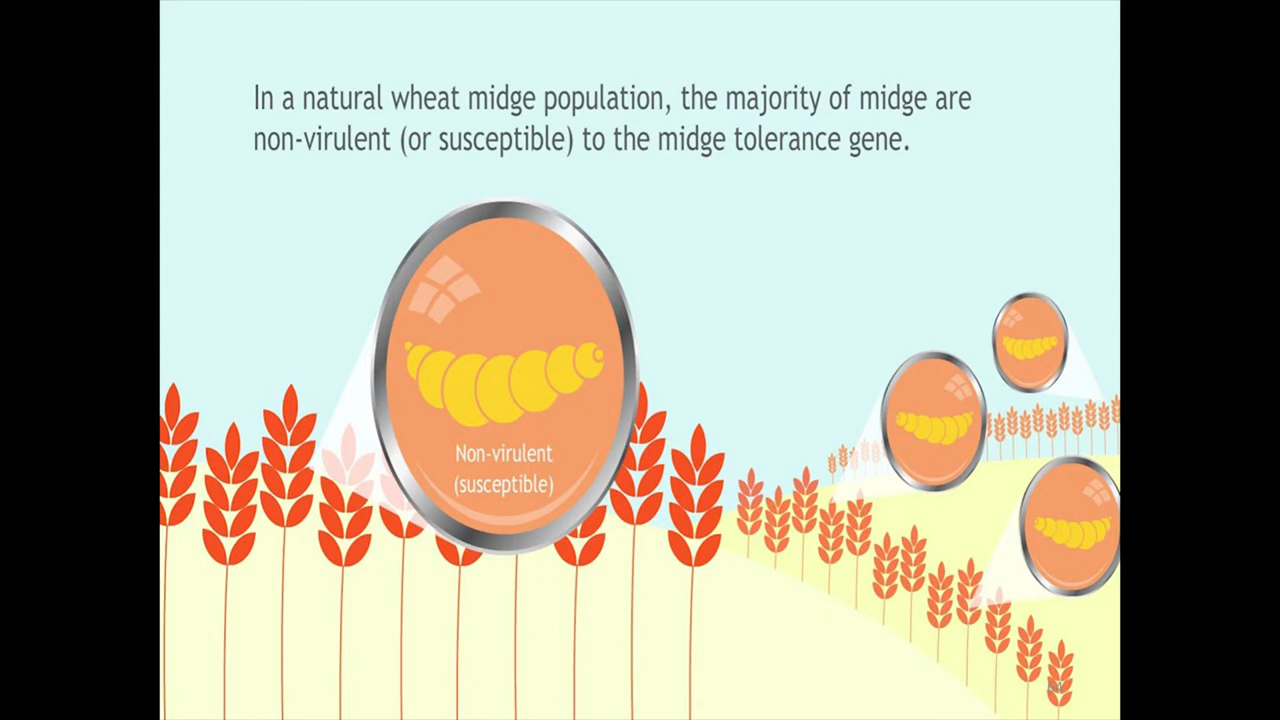 In a natural wheat midge population, the majority of midge are
non-virulent (or susceptible) to the midge tolerance gene.
Non-virulent
(susceptible)